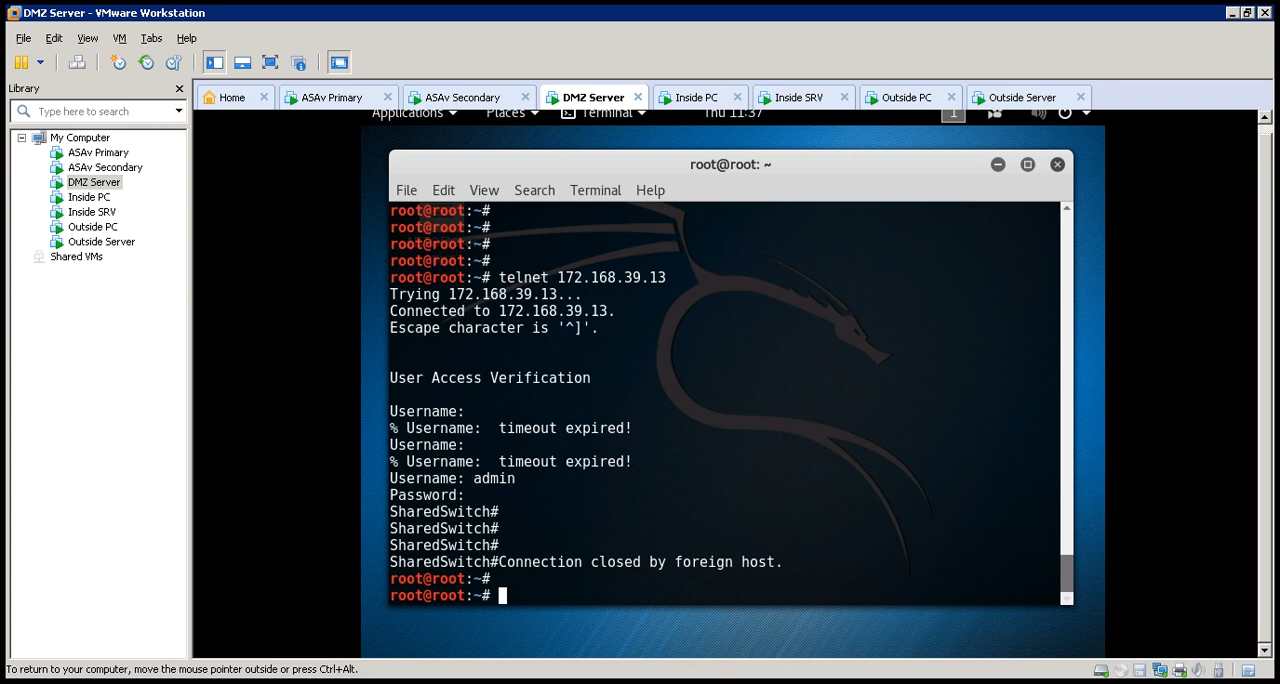 DMZ Server - VMware Workstation
File Edit View VM Tabs Help
Library
Type here to search
Home ASAv Primary ASAv Secondary DMZ Server Inside PC Inside SRV Outside PC Outside Server
My Computer
ASAv Primary
ASAv Secondary
DMZ Server
Inside PC
Inside SRV
Outside PC
Outside Server
Shared VMs
Applications Places Terminal Thu 11:37 1
root@root: ~
File Edit View Search Terminal Help
root@root:~#
root@root:~#
root@root:~#
root@root:~#
root@root:~# telnet 172.168.39.13
Trying 172.168.39.13...
Connected to 172.168.39.13.
Escape character is '^]'.
User Access Verification
Username:
% Username:  timeout expired!
Username:
% Username:  timeout expired!
Username: admin
Password:
SharedSwitch#
SharedSwitch#
SharedSwitch#
SharedSwitch#Connection closed by foreign host.
root@root:~#
root@root:~#
To return to your computer, move the mouse pointer outside or press Ctrl+Alt.